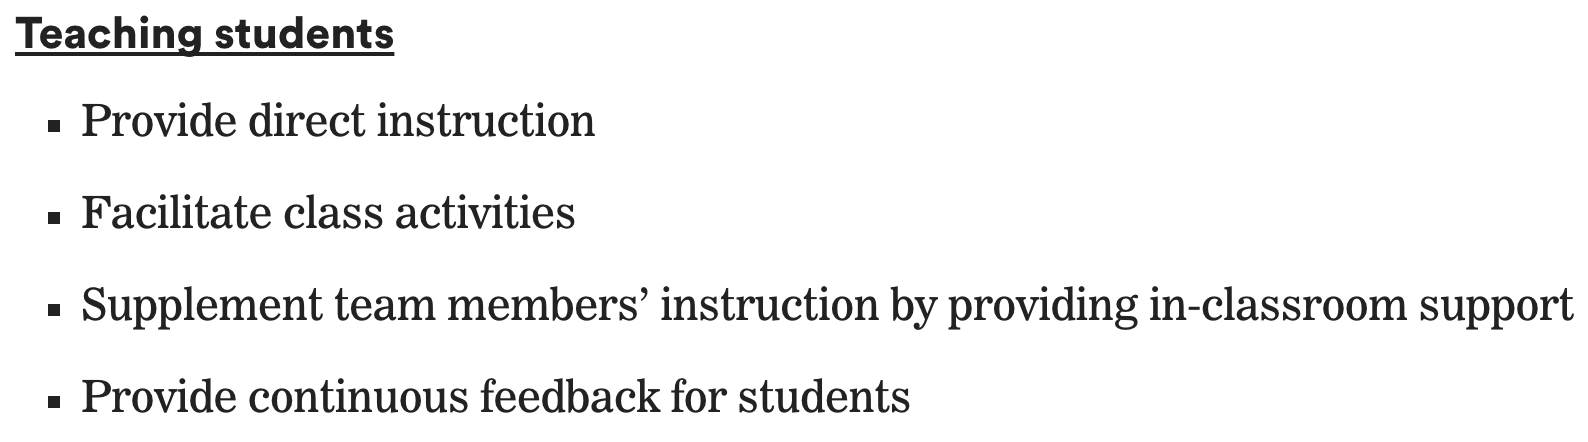 Teaching students
▪ Provide direct instruction
▪ Facilitate class activities
▪ Supplement team members’ instruction by providing in-classroom support
▪ Provide continuous feedback for students